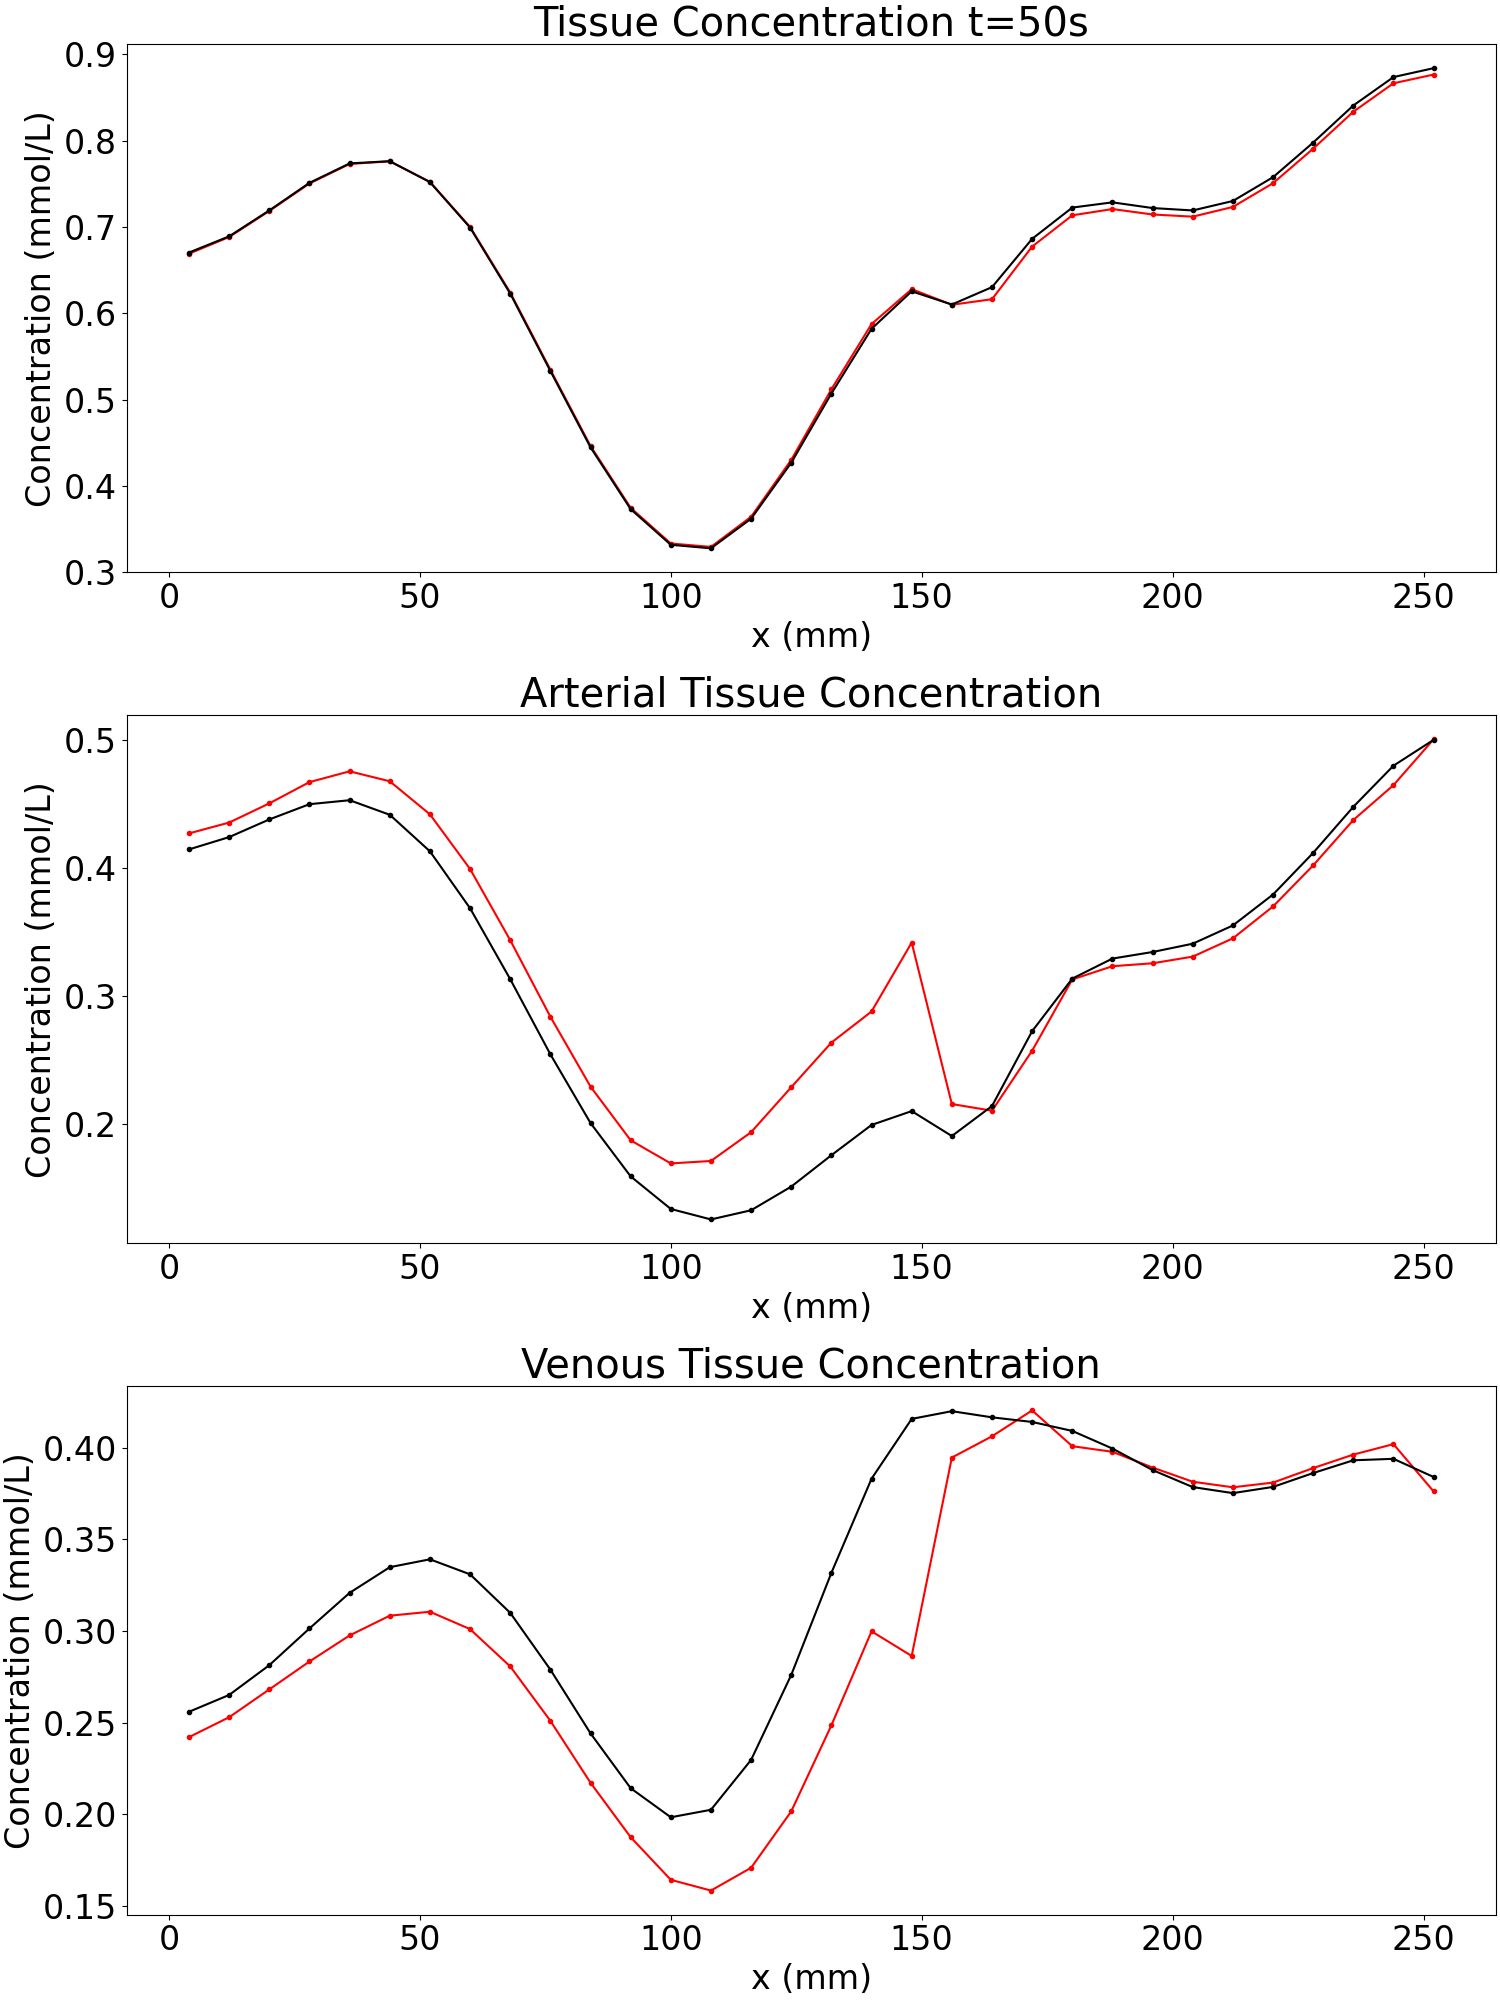 Tissue Concentration t=50s
0.9
0.8
0.7
0.6
0.5
0.4
0.3
Concentration (mmol/L)
0 50 100 150 200 250
x (mm)
Arterial Tissue Concentration
0.5
0.4
0.3
0.2
Concentration (mmol/L)
0 50 100 150 200 250
x (mm)
Venous Tissue Concentration
0.40
0.35
0.30
0.25
0.20
0.15
Concentration (mmol/L)
0 50 100 150 200 250
x (mm)